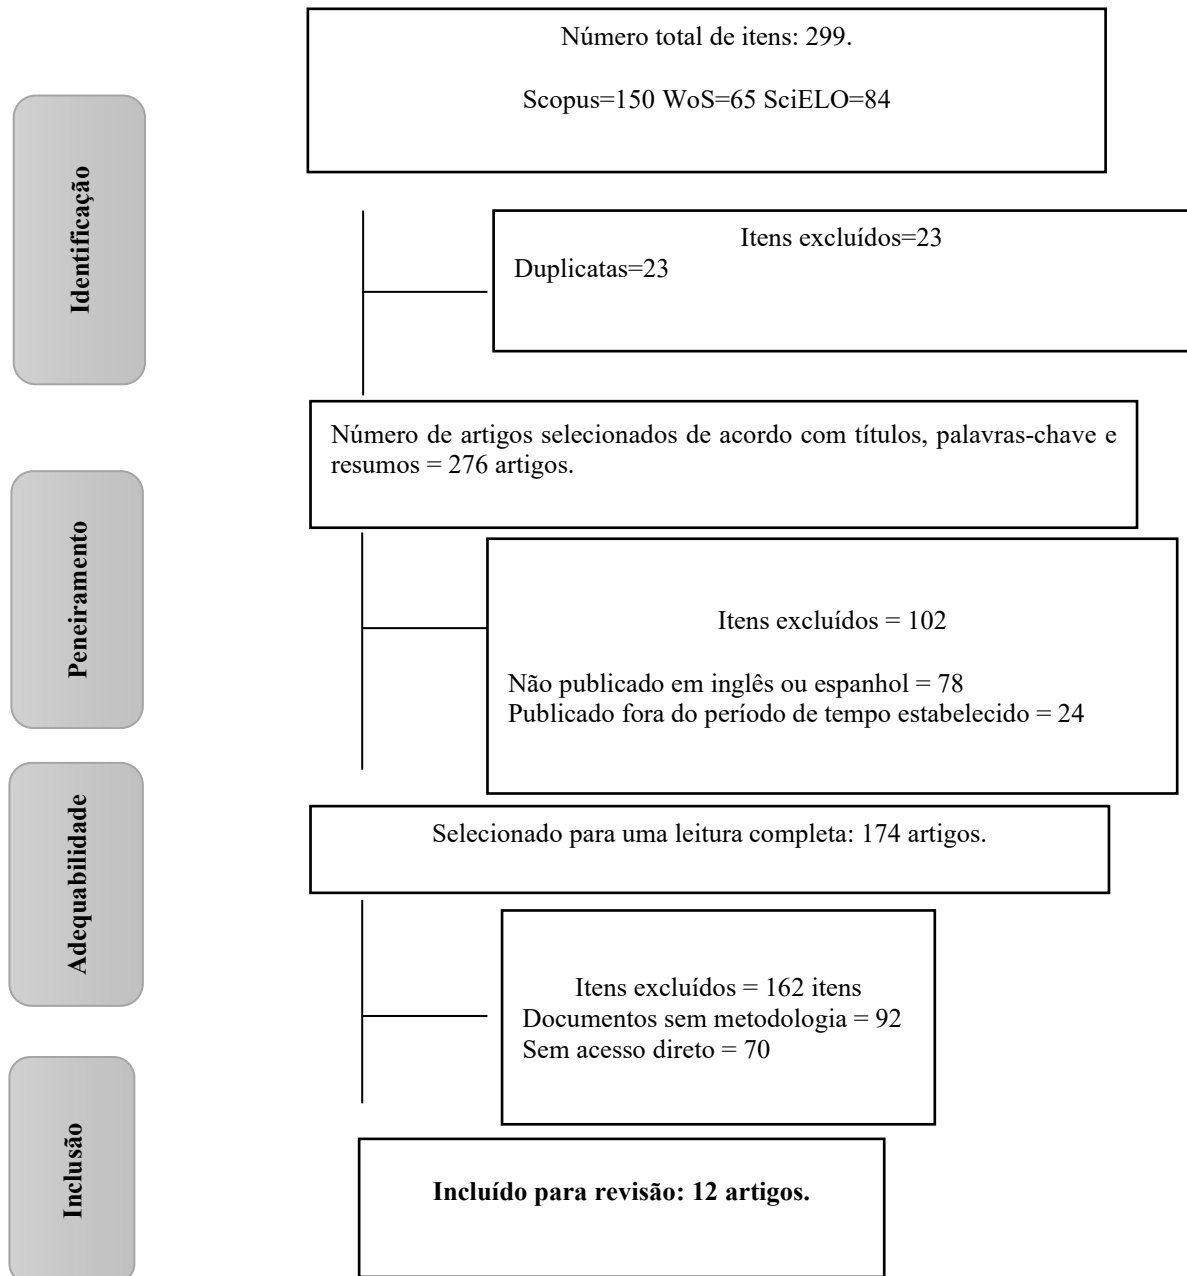 Número total de itens: 299.
Scopus=150 WoS=65 SciELO=84
Identificação
Itens excluídos=23
Duplicatas=23
Número de artigos selecionados de acordo com títulos, palavras-chave e
resumos = 276 artigos.
Peneiramento
Itens excluídos = 102
Não publicado em inglês ou espanhol = 78
Publicado fora do período de tempo estabelecido = 24
Adequabilidade
Selecionado para uma leitura completa: 174 artigos.
Itens excluídos = 162 itens
Documentos sem metodologia = 92
Sem acesso direto = 70
Inclusão
Incluído para revisão: 12 artigos.